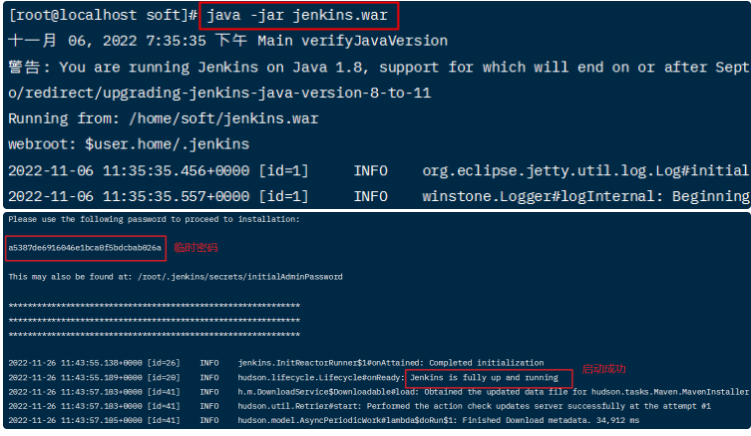 [root@localhost soft]# java -jar jenkins.war
十一月 06, 2022 7:35:35 下午 Main verifyJavaVersion
警告: You are running Jenkins on Java 1.8, support for which will end on or after Sept
o/redirect/upgrading-jenkins-java-version-8-to-11
Running from: /home/soft/jenkins.war
webroot: $user.home/.jenkins
2022-11-06 11:35:35.456+0000 [id=1] INFO org.eclipse.jetty.util.log.Log#initial
2022-11-06 11:35:35.557+0000 [id=1] INFO winstone.Logger#logInternal: Beginning
Please use the following password to proceed to installation:
a5387de6916046e1bca0f5bdcbab026a 临时密码
This may also be found at: /root/.jenkins/secrets/initialAdminPassword
*************************************************************
*************************************************************
*************************************************************
2022-11-26 11:43:55.138+0000 [id=26] INFO jenkins.InitReactorRunner$1#onAttained: Completed initialization
启动成功
2022-11-26 11:43:55.189+0000 [id=20] INFO hudson.lifecycle.Lifecycle#onReady: Jenkins is fully up and running
2022-11-26 11:43:57.103+0000 [id=41] INFO h.m.DownloadService$Downloadable#load: Obtained the updated data file for hudson.tasks.Maven.MavenInstaller
2022-11-26 11:43:57.103+0000 [id=41] INFO hudson.util.Retrier#start: Performed the action check updates server successfully at the attempt #1
2022-11-26 11:43:57.105+0000 [id=41] INFO hudson.model.AsyncPeriodicWork#lambda$doRun$1: Finished Download metadata. 34,912 ms